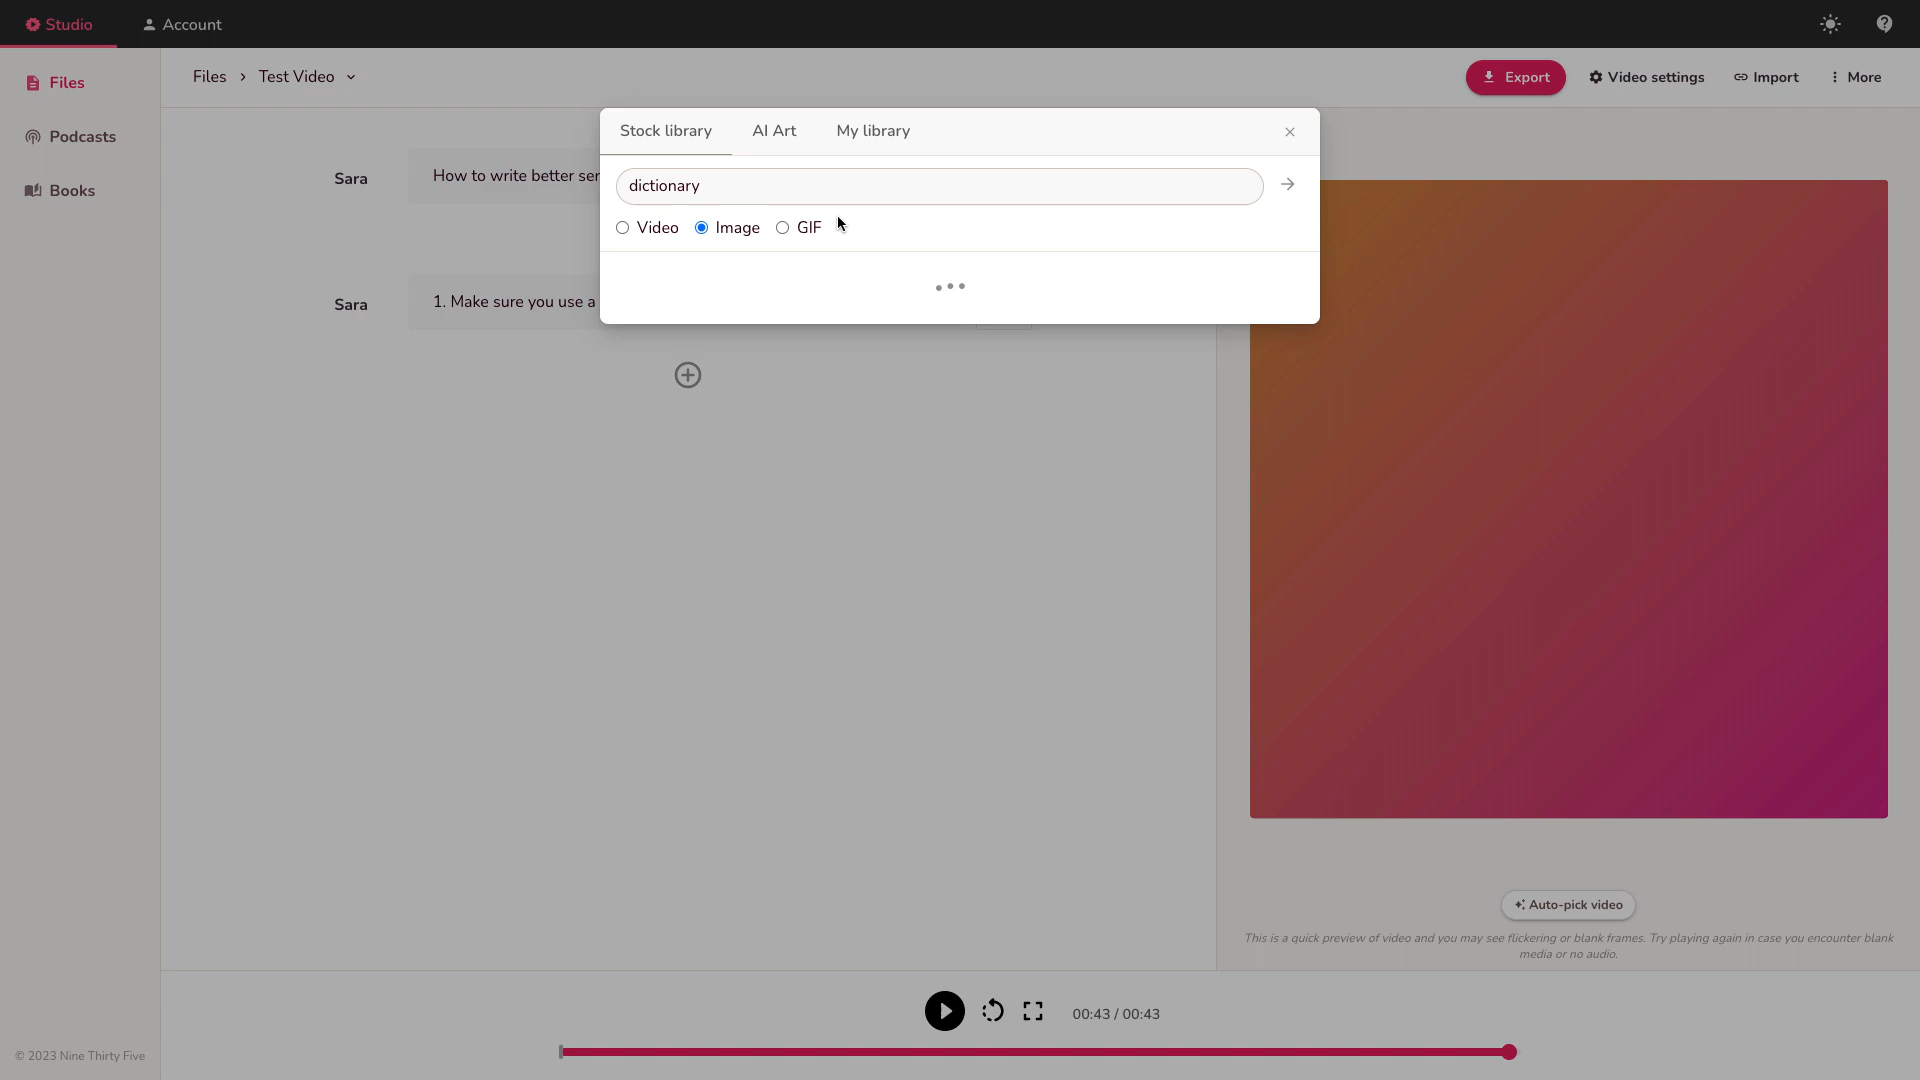 Studio
Account
Files
Podcasts
Books
Files > Test Video
Export
Video settings
Import
More
Stock library
AI Art
My library
dictionary
Video
Image
GIF
Sara
How to write better ser
Sara
1. Make sure you use a
Auto-pick video
This is a quick preview of video and you may see flickering or blank frames. Try playing again in case you encounter blank
media or no audio.
00:43 / 00:43
© 2023 Nine Thirty Five